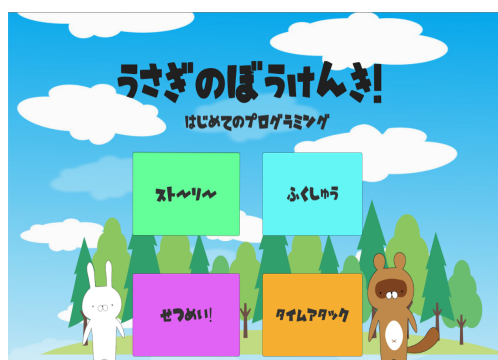 うさぎのぼうけんき!
はじめてのプログラミング
スト〜リ〜
ふくしゅう
せつめい!
タイムアタック